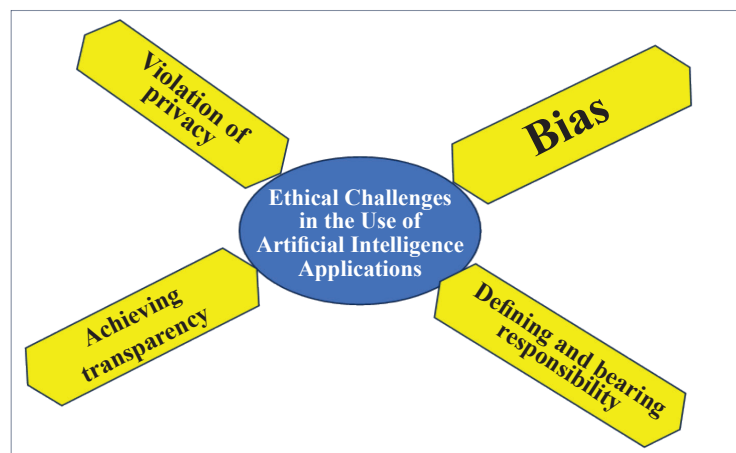 Violation of
privacy
Bias
Ethical Challenges
in the Use of
Artificial Intelligence
Applications
Achieving
transparency
Defining and bearing
responsibility